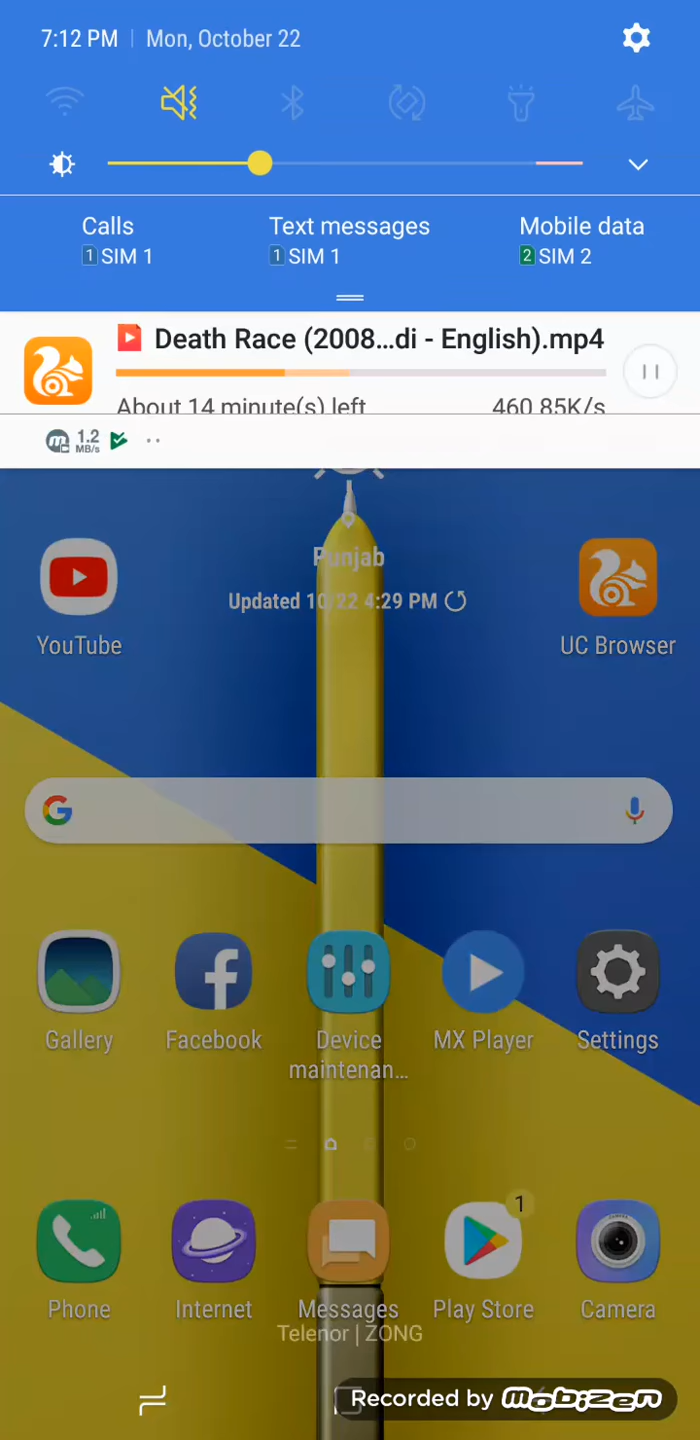 7:12 PM | Mon, October 22
Calls
1 SIM 1
Text messages
1 SIM 1
Mobile data
2 SIM 2
Death Race (2008...di - English).mp4
About 14 minute(s) left 460.85K/s
m 1.2 MB/s
Punjab
Updated 10/22 4:29 PM
YouTube
UC Browser
G
f
Gallery
Facebook
Device maintenan...
MX Player
Settings
1
Phone
Internet
Messages
Play Store
Camera
Telenor | ZONG
Recorded by mobizen